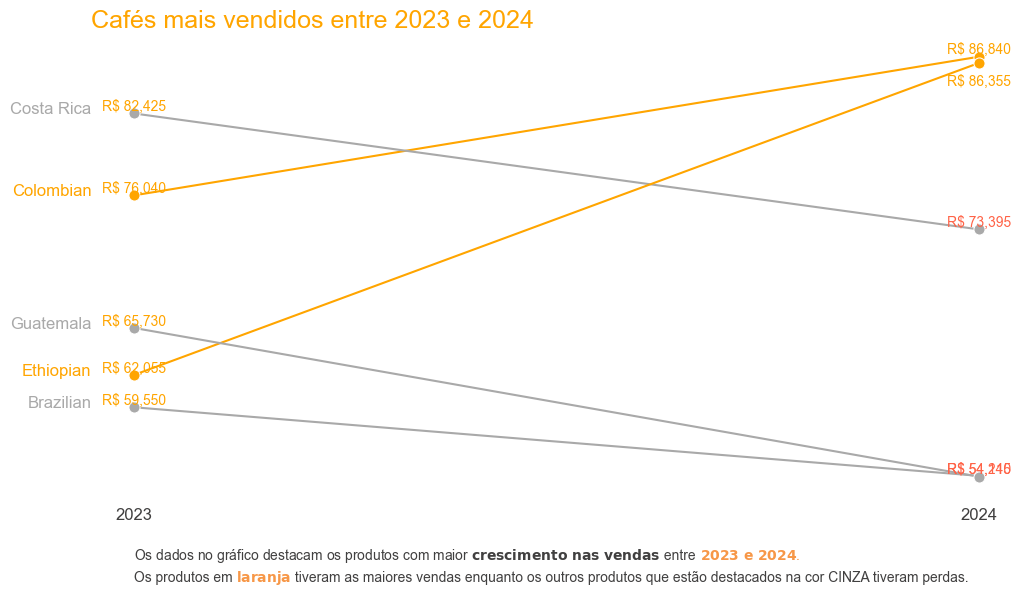 Cafés mais vendidos entre 2023 e 2024
R$ 86,840
R$ 86,355
Costa Rica R$ 82,425
Colombian R$ 76,040
R$ 73,395
Guatemala R$ 65,730
Ethiopian R$ 62,055
Brazilian R$ 59,550
2023 2024
Os dados no gráfico destacam os produtos com maior crescimento nas vendas entre 2023 e 2024.
Os produtos em laranja tiveram as maiores vendas enquanto os outros produtos que estão destacados na cor CINZA tiveram perdas.